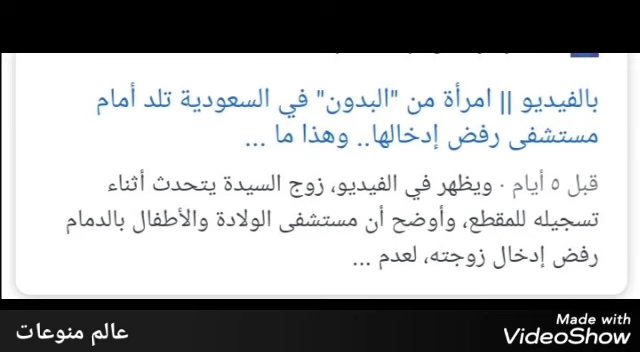 بالفيديو || امرأة من "البدون" في السعودية تلد أمام
مستشفى رفض إدخالها.. وهذا ما ...
قبل ٥ أيام · ويظهر في الفيديو، زوج السيدة يتحدث أثناء
تسجيله للمقطع، وأوضح أن مستشفى الولادة والأطفال بالدمام
رفض إدخال زوجته، لعدم ...
عالم منوعات
Made with
VideoShow